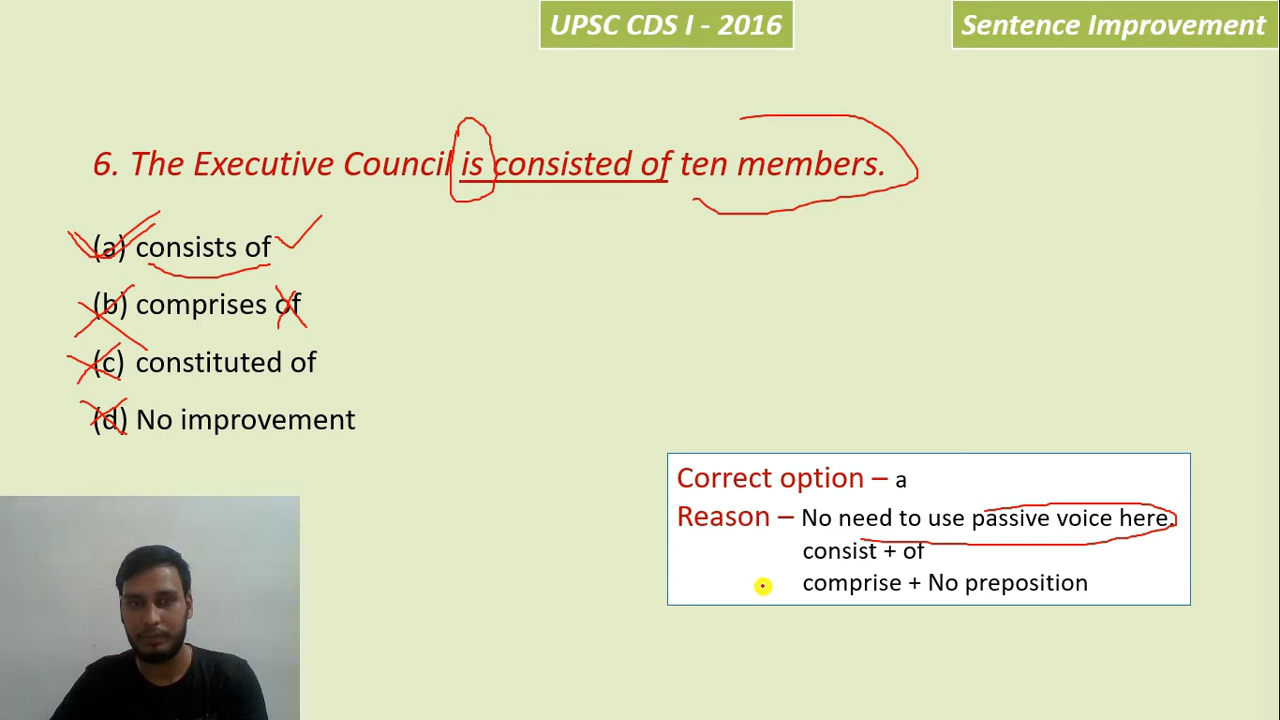 UPSC CDS I - 2016
Sentence Improvement
6. The Executive Council is consisted of ten members.
(a) consists of
(b) comprises of
(c) constituted of
(d) No improvement
Correct option – a
Reason – No need to use passive voice here.
consist + of
comprise + No preposition